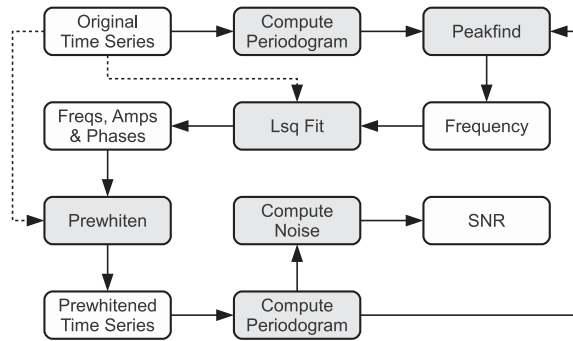 Original
Time Series
Compute
Periodogram
Peakfind
Freqs, Amps
& Phases
Lsq Fit
Frequency
Prewhiten
Compute
Noise
SNR
Prewhitened
Time Series
Compute
Periodogram